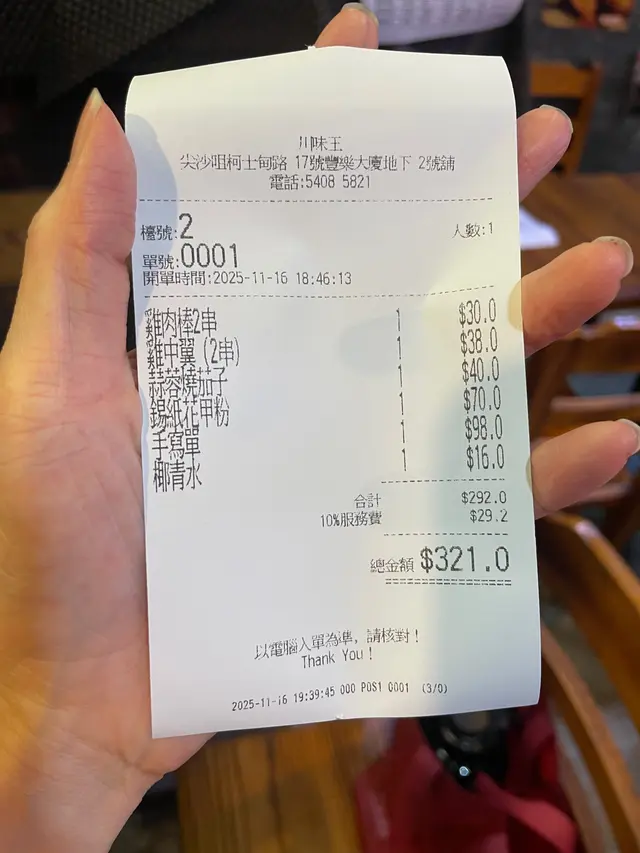 川味王
尖沙咀柯士甸路 17號豐樂大廈地下 2號舖
電話:5408 5821
檯號:2 人數:1
單號:0001
開單時間:2025-11-16 18:46:13
雞肉棒2串 1 $30.0
雞中翼 (2串) 1 $38.0
蒜蓉燒茄子 1 $40.0
錫紙花甲粉 1 $70.0
手寫單 1 $98.0
椰青水 1 $16.0
合計 $292.0
10%服務費 $29.2
總金額 $321.0
以電腦入單為準, 請核對!
Thank You!
2025-11-16 19:39:45 000 POS1 0001 (3/0)